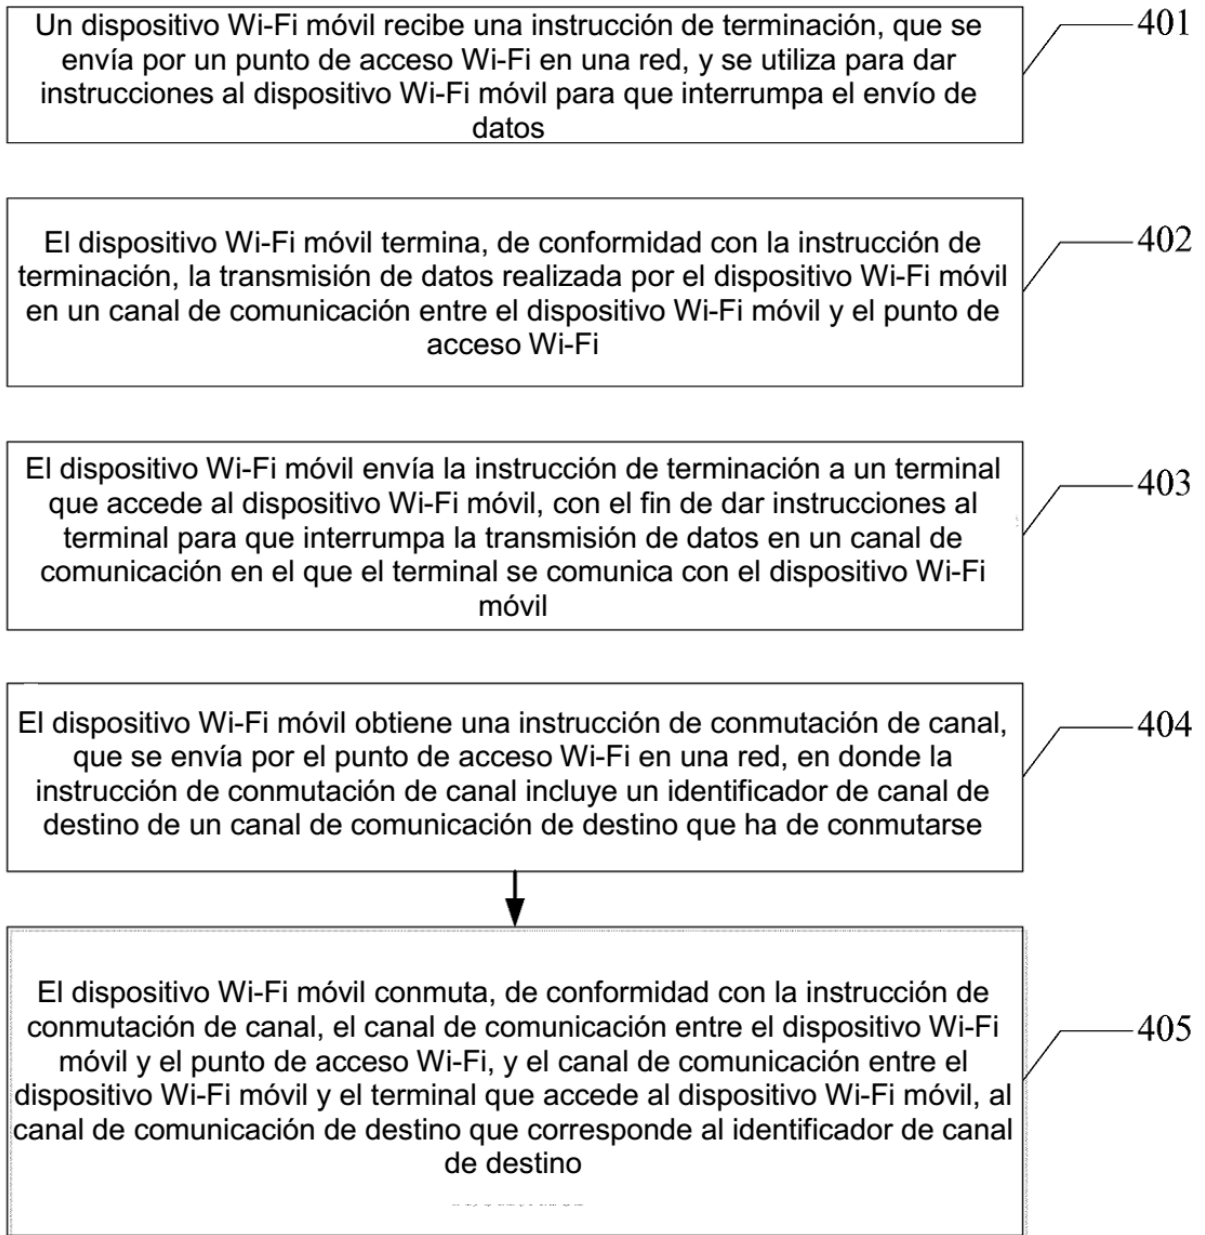 Un dispositivo Wi-Fi móvil recibe una instrucción de terminación, que se
envía por un punto de acceso Wi-Fi en una red, y se utiliza para dar
instrucciones al dispositivo Wi-Fi móvil para que interrumpa el envío de
datos
401
El dispositivo Wi-Fi móvil termina, de conformidad con la instrucción de
terminación, la transmisión de datos realizada por el dispositivo Wi-Fi móvil
en un canal de comunicación entre el dispositivo Wi-Fi móvil y el punto de
acceso Wi-Fi
402
El dispositivo Wi-Fi móvil envía la instrucción de terminación a un terminal
que accede al dispositivo Wi-Fi móvil, con el fin de dar instrucciones al
terminal para que interrumpa la transmisión de datos en un canal de
comunicación en el que el terminal se comunica con el dispositivo Wi-Fi
móvil
403
El dispositivo Wi-Fi móvil obtiene una instrucción de conmutación de canal,
que se envía por el punto de acceso Wi-Fi en una red, en donde la
instrucción de conmutación de canal incluye un identificador de canal de
destino de un canal de comunicación de destino que ha de conmutarse
404
El dispositivo Wi-Fi móvil conmuta, de conformidad con la instrucción de
conmutación de canal, el canal de comunicación entre el dispositivo Wi-Fi
móvil y el punto de acceso Wi-Fi, y el canal de comunicación entre el
dispositivo Wi-Fi móvil y el terminal que accede al dispositivo Wi-Fi móvil, al
canal de comunicación de destino que corresponde al identificador de canal
de destino
405